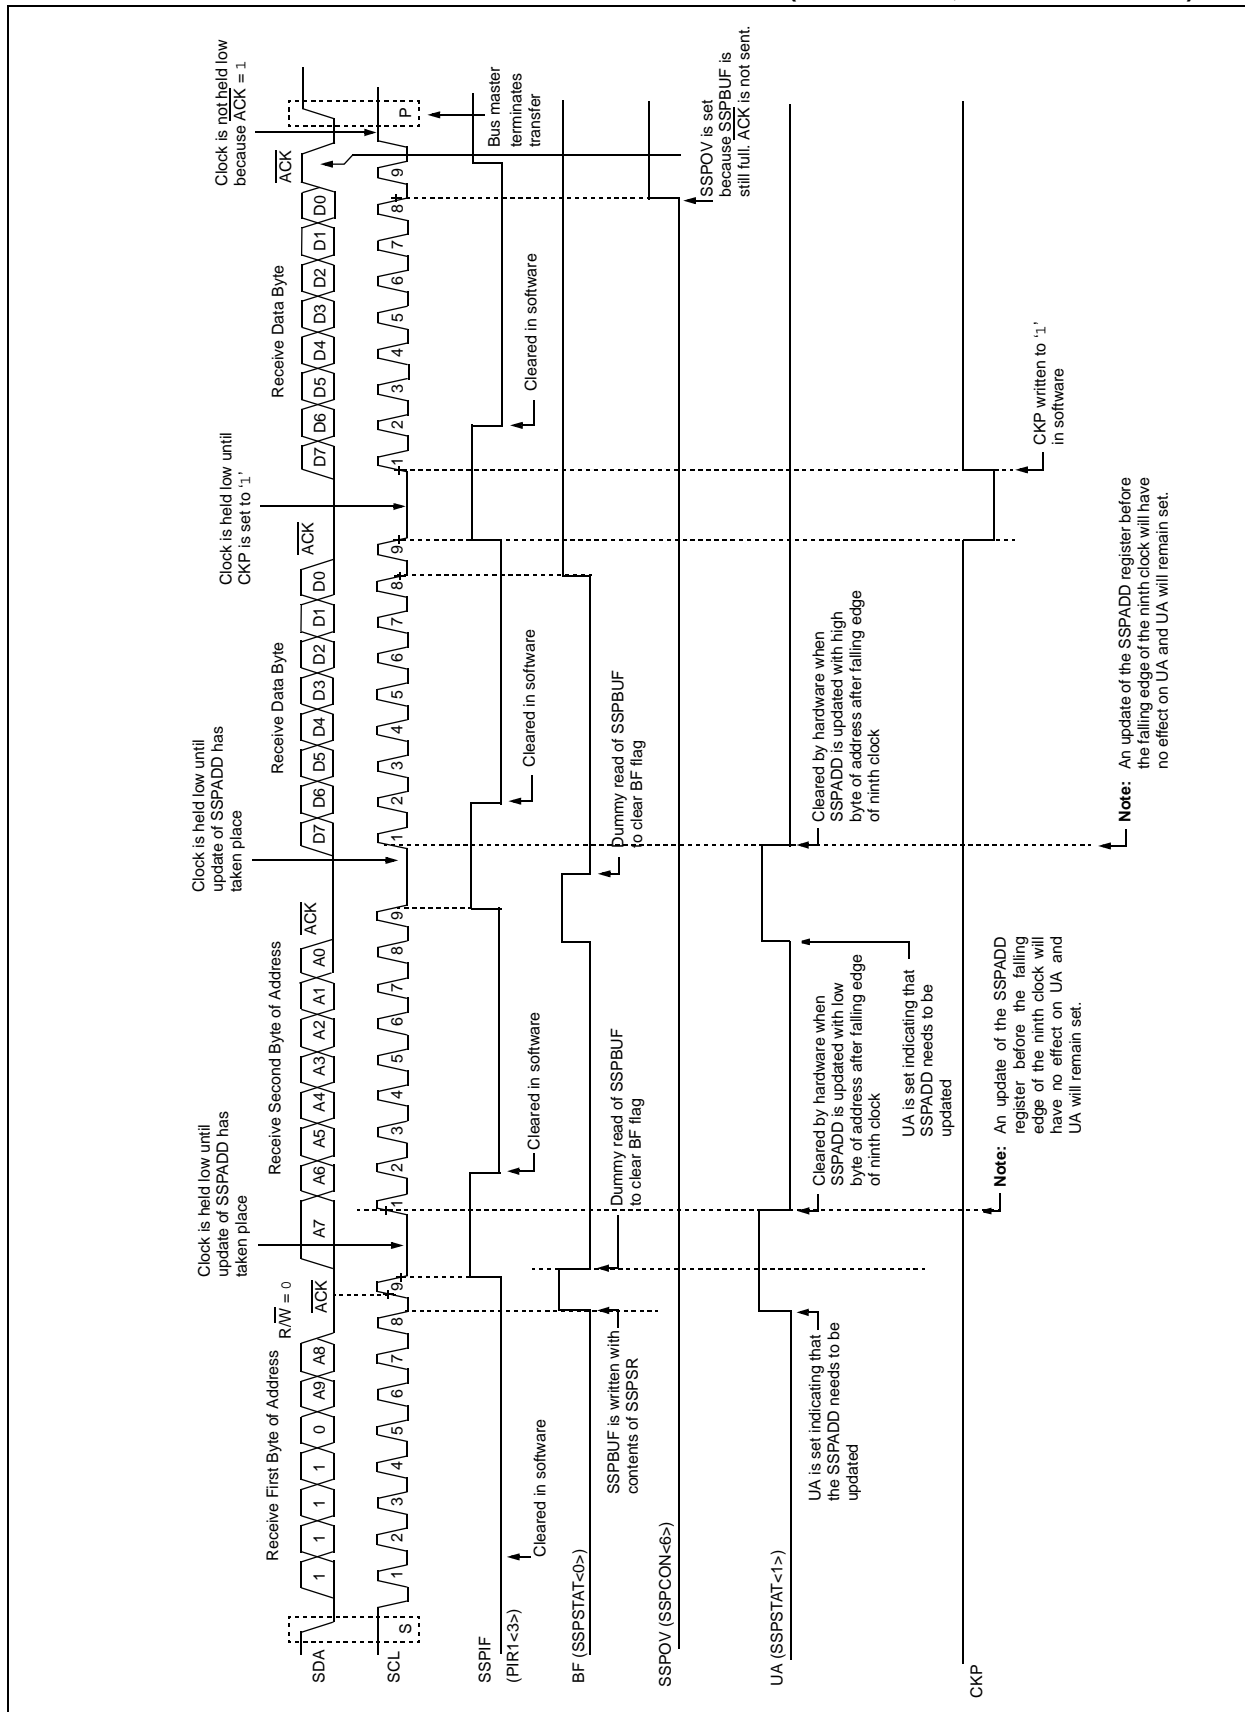 Receive First Byte of Address
R/W = 0
ACK
Receive Second Byte of Address
ACK
Receive Data Byte
ACK
Receive Data Byte
ACK
Clock is held low until
update of SSPADD has
taken place
Clock is held low until
update of SSPADD has
taken place
Clock is held low until
CKP is set to ‘1’
Clock is not held low
because ACK = 1
SDA
1 1 1 1 0 A9 A8
A7 A6 A5 A4 A3 A2 A1 A0
D7 D6 D5 D4 D3 D2 D1 D0
D7 D6 D5 D4 D3 D2 D1 D0
SCL
S
1 2 3 4 5 6 7 8 9
1 2 3 4 5 6 7 8 9
1 2 3 4 5 6 7 8 9
1 2 3 4 5 6 7 8 9
P
Bus master
terminates
transfer
SSPIF
(PIR1<3>)
Cleared in software
Cleared in software
Cleared in software
Cleared in software
BF (SSPSTAT<0>)
SSPBUF is written with
contents of SSPSR
Dummy read of SSPBUF
to clear BF flag
Dummy read of SSPBUF
to clear BF flag
SSPOV (SSPCON<6>)
SSPOV is set
because SSPBUF is
still full. ACK is not sent.
UA (SSPSTAT<1>)
UA is set indicating that
the SSPADD needs to be
updated
Cleared by hardware when
SSPADD is updated with low
byte of address after falling edge
of ninth clock
UA is set indicating that
SSPADD needs to be
updated
Cleared by hardware when
SSPADD is updated with high
byte of address after falling edge
of ninth clock
CKP
CKP written to ‘1’
in software
Note: An update of the SSPADD
register before the falling
edge of the ninth clock will
have no effect on UA and
UA will remain set.
Note: An update of the SSPADD register before
the falling edge of the ninth clock will have
no effect on UA and UA will remain set.